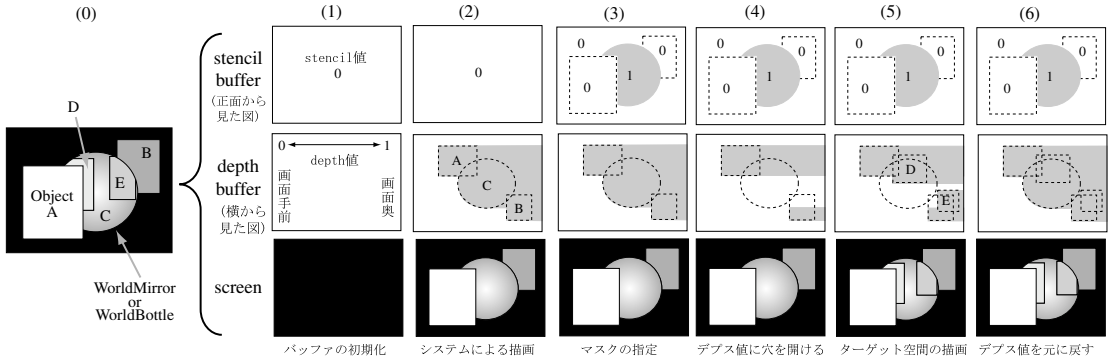 (0)
(1)
(2)
(3)
(4)
(5)
(6)
stencil
buffer
(正面から
見た図)
stencil値
0
0
0
0
0
1
0
0
0
1
0
0
0
1
0
0
0
1
D
B
E
Object
A
C
WorldMirror
or
WorldBottle
depth
buffer
(横から
見た図)
0
1
depth値
画面手前
画面奥
A
C
B
D
E
screen
バッファの初期化
システムによる描画
マスクの指定
デプス値に穴を開ける
ターゲット空間の描画
デプス値を元に戻す